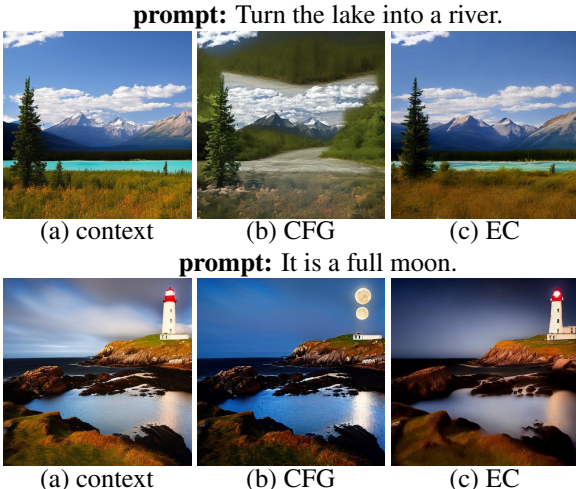 prompt: Turn the lake into a river.
(a) context (b) CFG (c) EC
prompt: It is a full moon.
(a) context (b) CFG (c) EC